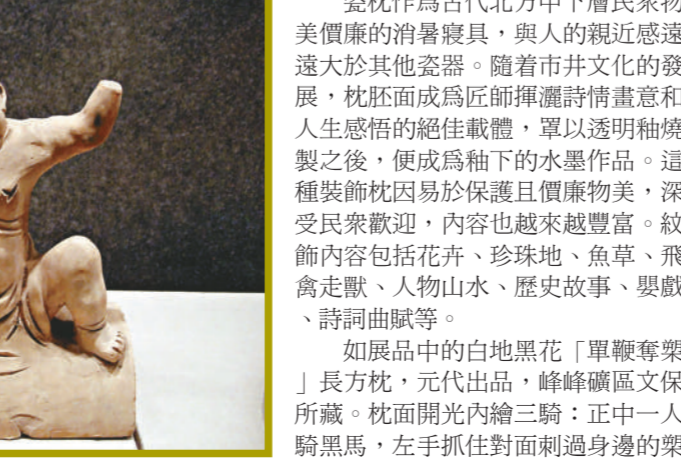 瓷枕作爲古代北方中下層民衆物
美價廉的消暑寢具，與人的親近感遠
遠大於其他瓷器。隨着市井文化的發
展，枕胚面成爲匠師揮灑詩情畫意和
人生感悟的絕佳載體，罩以透明釉燒
製之後，便成爲釉下的水墨作品。這
種裝飾枕因易於保護且價廉物美，深
受民衆歡迎，內容也越來越豐富。紋
飾內容包括花卉、珍珠地、魚草、飛
禽走獸、人物山水、歷史故事、嬰戲
、詩詞曲賦等。
如展品中的白地黑花「單鞭奪槊
」長方枕，元代出品，峰峰礦區文保
所藏。枕面開光內繪三騎：正中一人
騎黑馬，左手抓住對面刺過身邊的槊